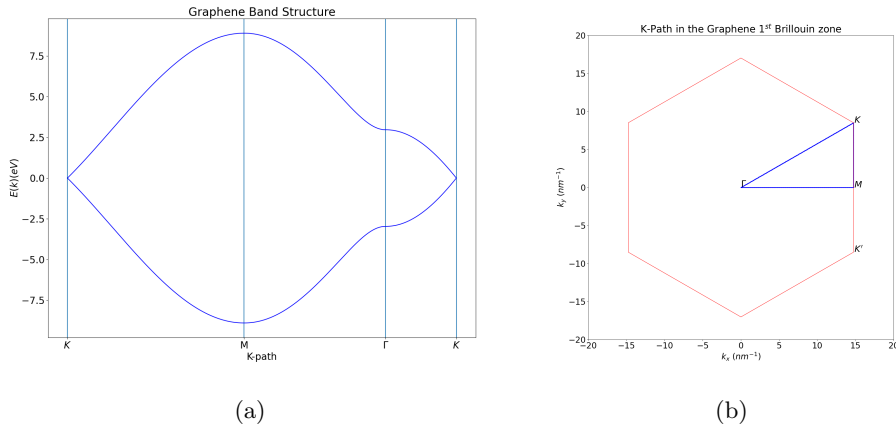 Graphene Band Structure
E(k)(eV)
7.5
5.0
2.5
0.0
−2.5
−5.0
−7.5
K
M
Γ
K
K-path
(a)
K-Path in the Graphene 1st Brillouin zone
k_y (nm⁻¹)
20
15
10
5
0
−5
−10
−15
−20
K
Γ
M
K'
−20
−15
−10
−5
0
5
10
15
20
k_x (nm⁻¹)
(b)